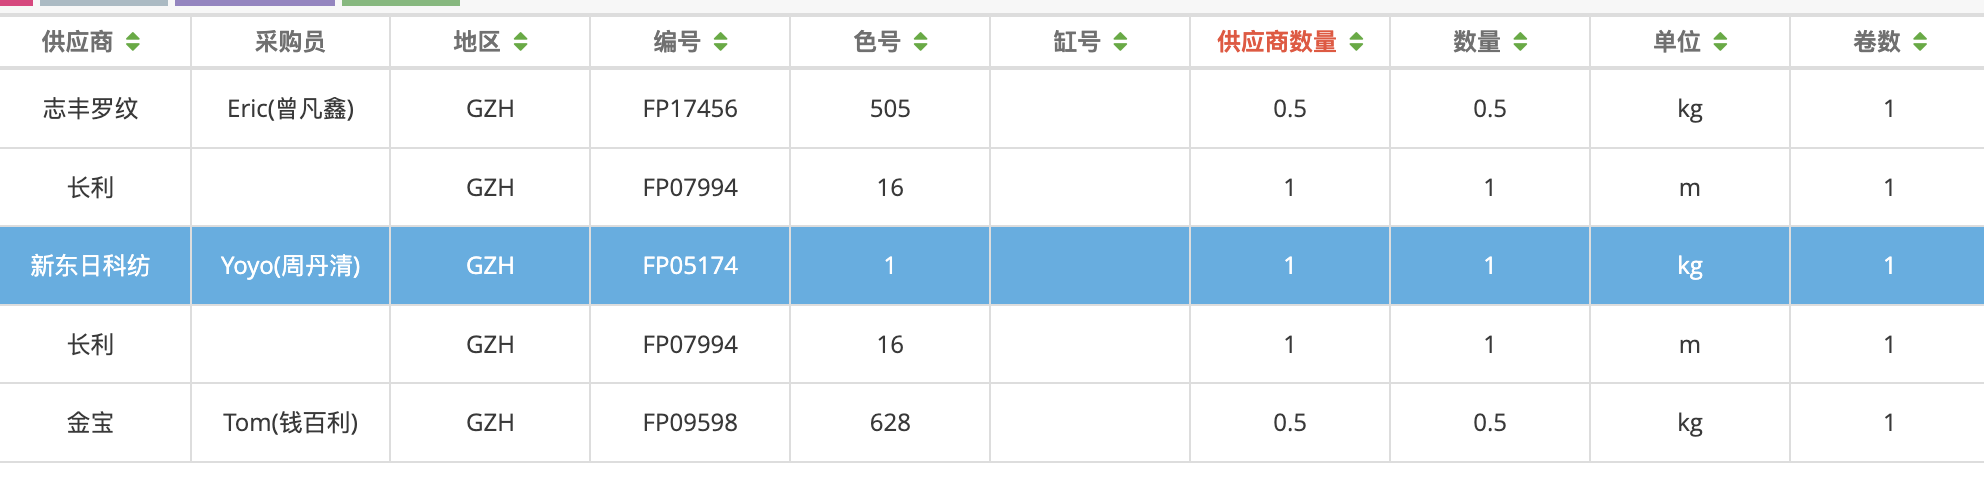 供应商 采购员 地区 编号 色号 缸号 供应商数量 数量 单位 卷数
志丰罗纹 Eric(曾凡鑫) GZH FP17456 505 0.5 0.5 kg 1
长利 GZH FP07994 16 1 1 m 1
新东日科纺 Yoyo(周丹清) GZH FP05174 1 1 1 kg 1
长利 GZH FP07994 16 1 1 m 1
金宝 Tom(钱百利) GZH FP09598 628 0.5 0.5 kg 1